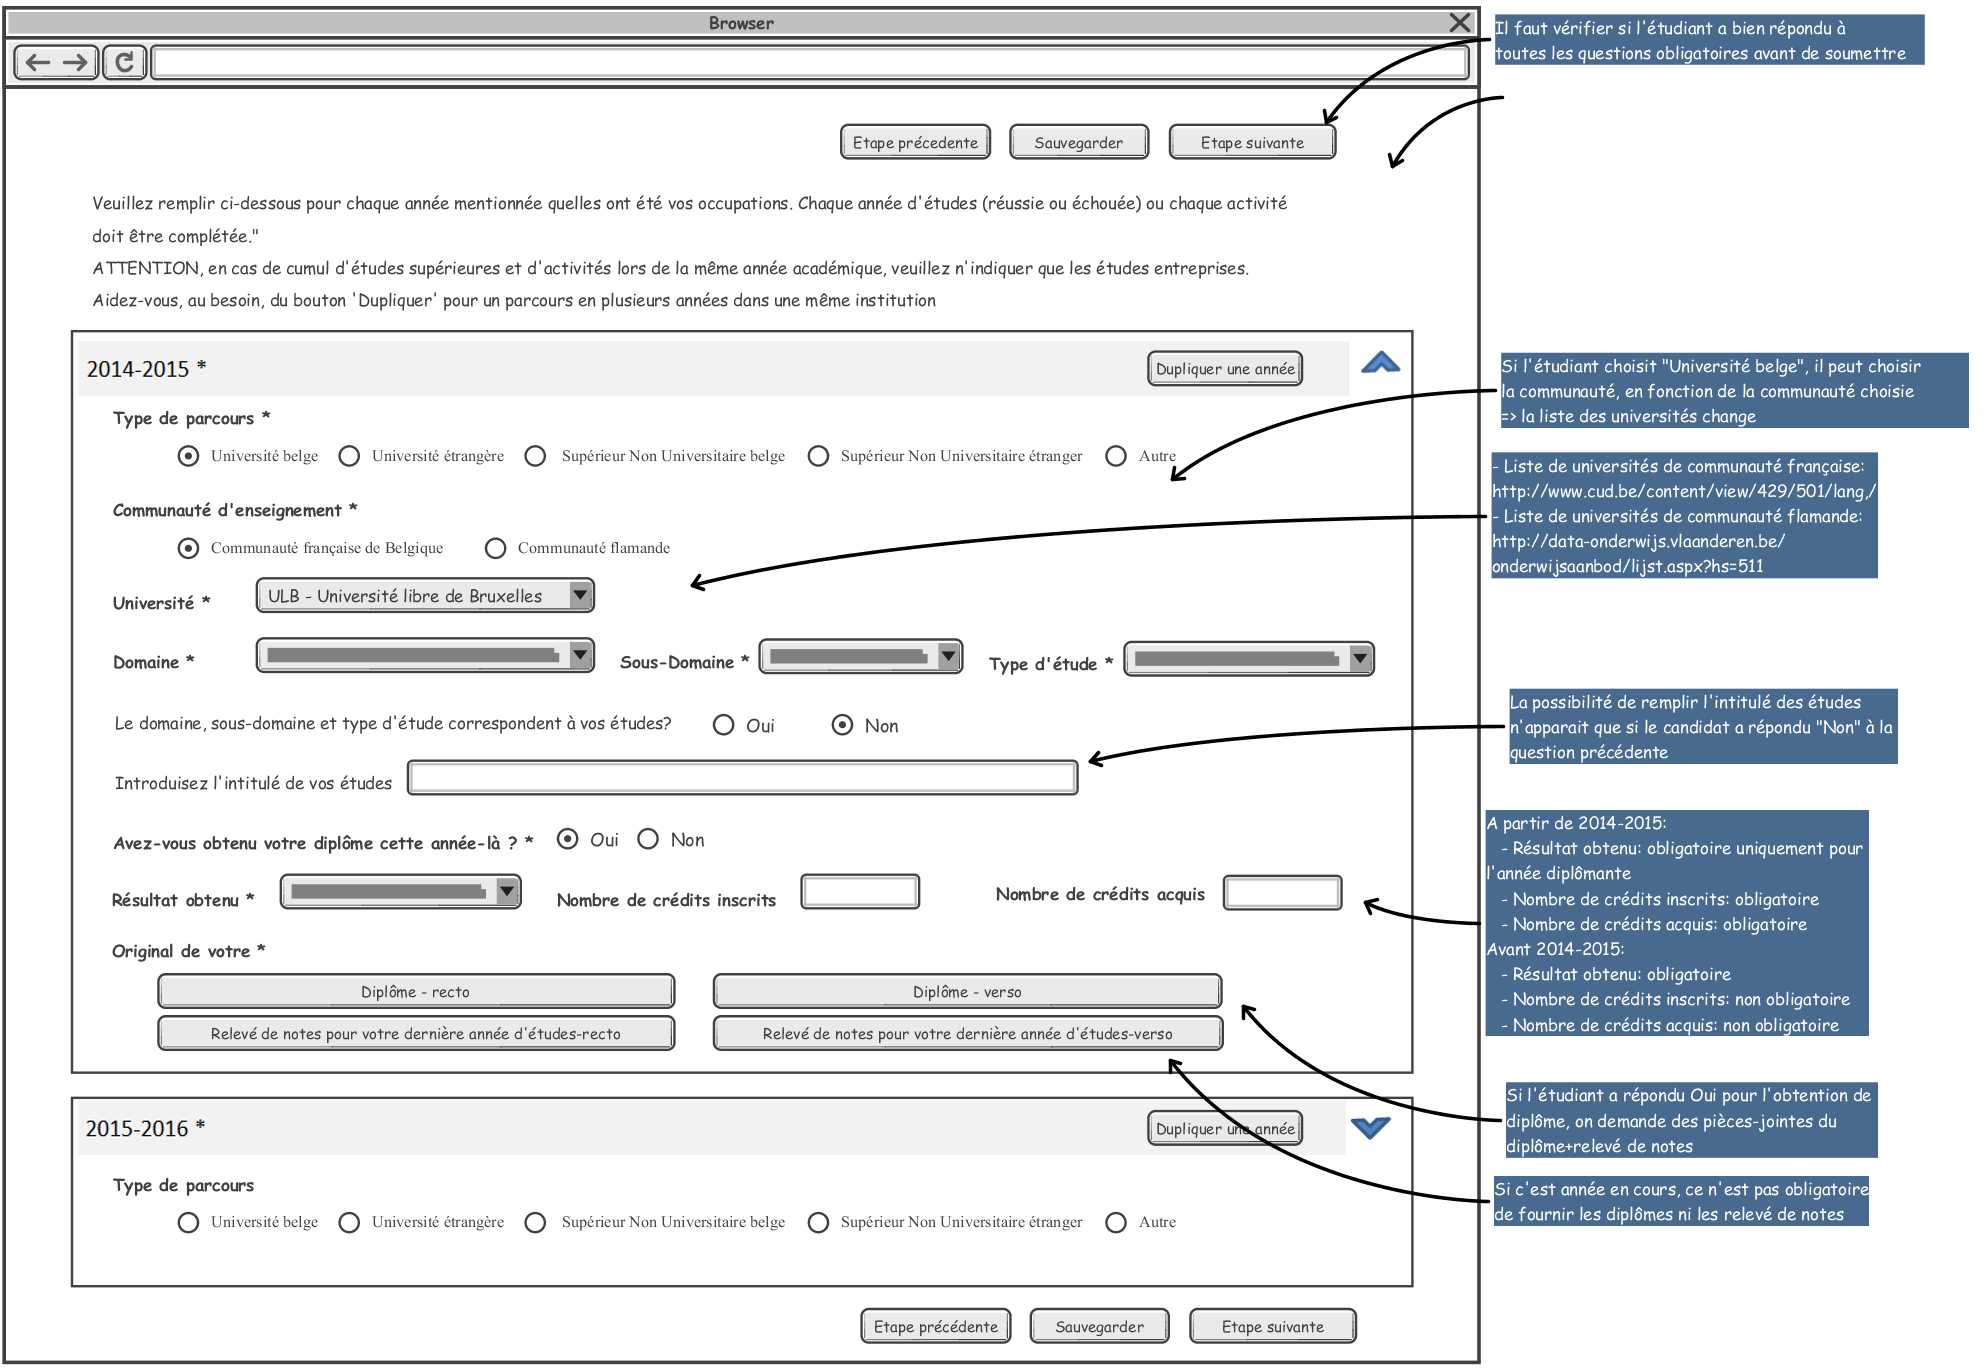 Browser
Etape précedente
Sauvegarder
Etape suivante
Il faut vérifier si l'étudiant a bien répondu à
toutes les questions obligatoires avant de soumettre
Veuillez remplir ci-dessous pour chaque année mentionnée quelles ont été vos occupations. Chaque année d'études (réussie ou échouée) ou chaque activité
doit être complétée."
ATTENTION, en cas de cumul d'études supérieures et d'activités lors de la même année académique, veuillez n'indiquer que les études entreprises.
Aidez-vous, au besoin, du bouton 'Dupliquer' pour un parcours en plusieurs années dans une même institution
2014-2015 *
Dupliquer une année
Type de parcours *
Université belge
Université étrangère
Supérieur Non Universitaire belge
Supérieur Non Universitaire étranger
Autre
Si l'étudiant choisit "Université belge", il peut choisir
la communauté, en fonction de la communauté choisie
=> la liste des universités change
Communauté d'enseignement *
Communauté française de Belgique
Communauté flamande
- Liste de universités de communauté française:
http://www.cud.be/content/view/429/501/lang,/
- Liste de universités de communauté flamande:
http://data-onderwijs.vlaanderen.be/
onderwijsaanbod/lijst.aspx?hs=511
Université *
ULB - Université libre de Bruxelles
Domaine *
Sous-Domaine *
Type d'étude *
Le domaine, sous-domaine et type d'étude correspondent à vos études?
Oui
Non
La possibilité de remplir l'intitulé des études
n'apparait que si le candidat a répondu "Non" à la
question précédente
Introduisez l'intitulé de vos études
Avez-vous obtenu votre diplôme cette année-là ? *
Oui
Non
Résultat obtenu *
Nombre de crédits inscrits
Nombre de crédits acquis
A partir de 2014-2015:
- Résultat obtenu: obligatoire uniquement pour
l'année diplômante
- Nombre de crédits inscrits: obligatoire
- Nombre de crédits acquis: obligatoire
Avant 2014-2015:
- Résultat obtenu: obligatoire
- Nombre de crédits inscrits: non obligatoire
- Nombre de crédits acquis: non obligatoire
Original de votre *
Diplôme - recto
Diplôme - verso
Relevé de notes pour votre dernière année d'études-recto
Relevé de notes pour votre dernière année d'études-verso
Si l'étudiant a répondu Oui pour l'obtention de
diplôme, on demande des pièces-jointes du
diplôme+relevé de notes
2015-2016 *
Dupliquer une année
Si c'est année en cours, ce n'est pas obligatoire
de fournir les diplômes ni les relevé de notes
Type de parcours
Université belge
Université étrangère
Supérieur Non Universitaire belge
Supérieur Non Universitaire étranger
Autre
Etape précédente
Sauvegarder
Etape suivante